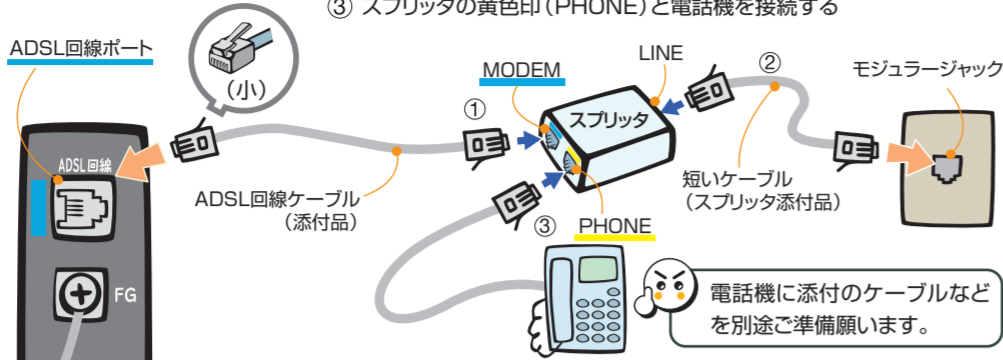 ③ スプリッタの黄色印(PHONE)と電話機を接続する
ADSL回線ポート
(小)
MODEM
LINE
②
モジュラージャック
①
スプリッタ
ADSL回線
ADSL回線ケーブル
(添付品)
短いケーブル
(スプリッタ添付品)
③
PHONE
FG
電話機に添付のケーブルなど
を別途ご準備願います。